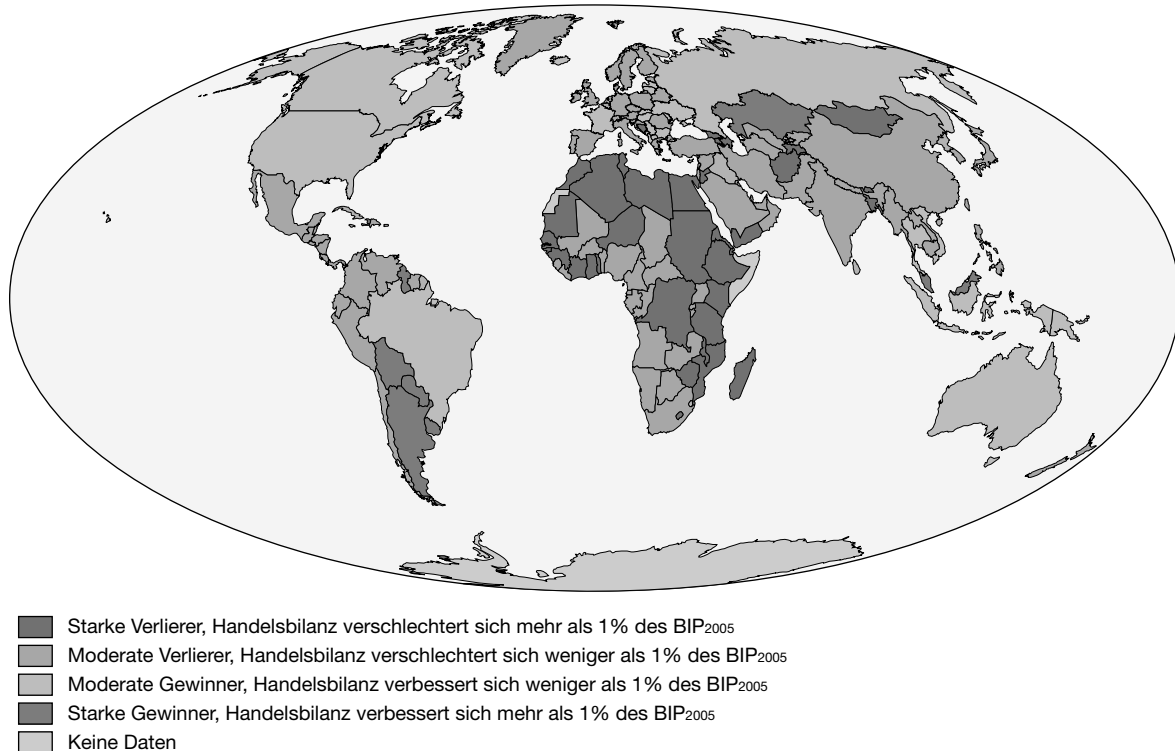 Starke Verlierer, Handelsbilanz verschlechtert sich mehr als 1% des BIP2005
Moderate Verlierer, Handelsbilanz verschlechtert sich weniger als 1% des BIP2005
Moderate Gewinner, Handelsbilanz verbessert sich weniger als 1% des BIP2005
Starke Gewinner, Handelsbilanz verbessert sich mehr als 1% des BIP2005
Keine Daten